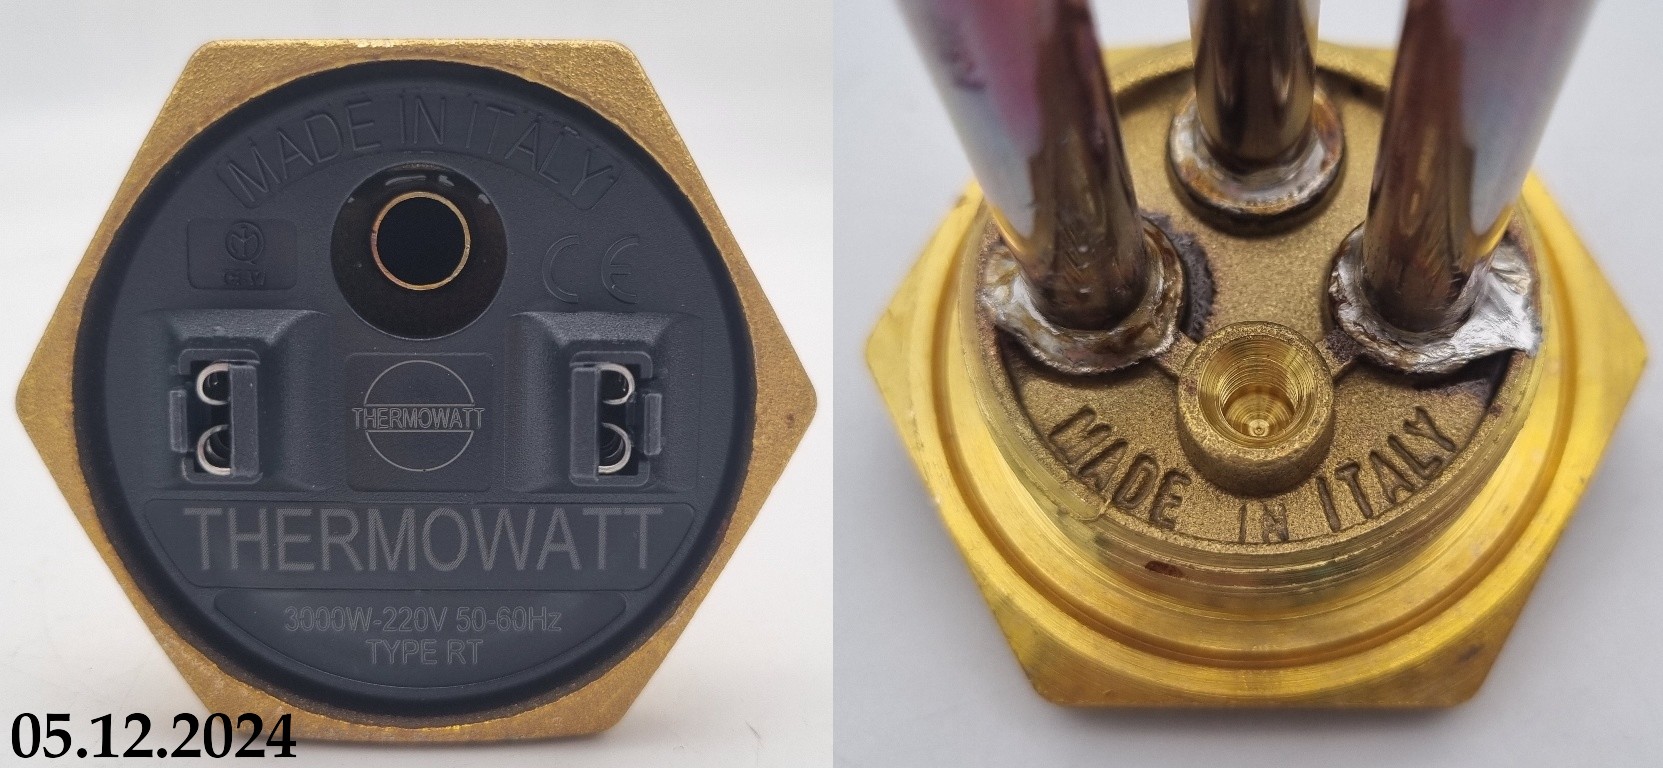 MADE IN ITALY
CE
THERMOWATT
THERMOWATT
3000W-220V 50-60Hz
TYPE RT
05.12.2024
MADE IN ITALY